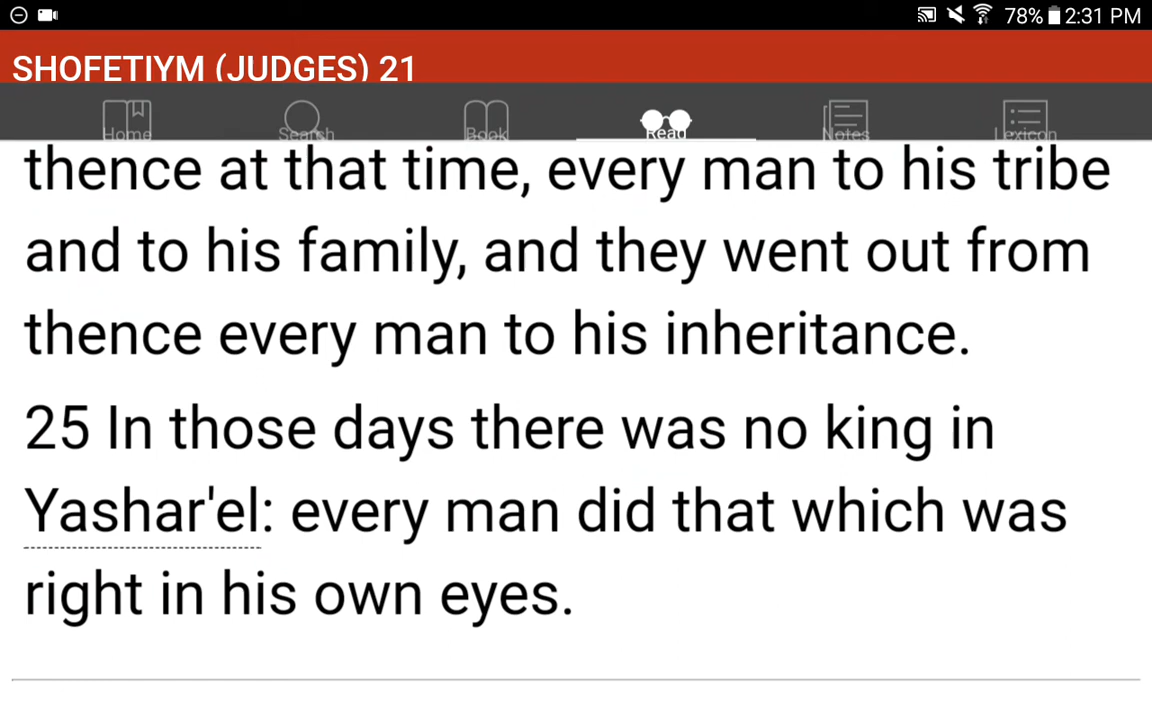 78% 2:31 PM
SHOFETIYM (JUDGES) 21
Home Search Book Read Notes Lexicon
thence at that time, every man to his tribe
and to his family, and they went out from
thence every man to his inheritance.
25 In those days there was no king in
Yashar'el: every man did that which was
right in his own eyes.